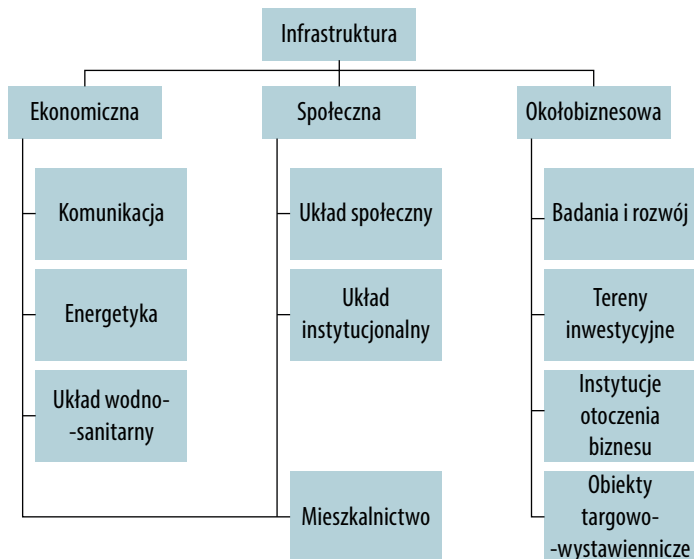 Infrastruktura
Ekonomiczna
Społeczna
Okołobiznesowa
Komunikacja
Układ społeczny
Badania i rozwój
Energetyka
Układ
instytucjonalny
Tereny
inwestycyjne
Układ wodno-
-sanitarny
Instytucje
otoczenia
biznesu
Mieszkalnictwo
Obiekty
targowo-
-wystawiennicze